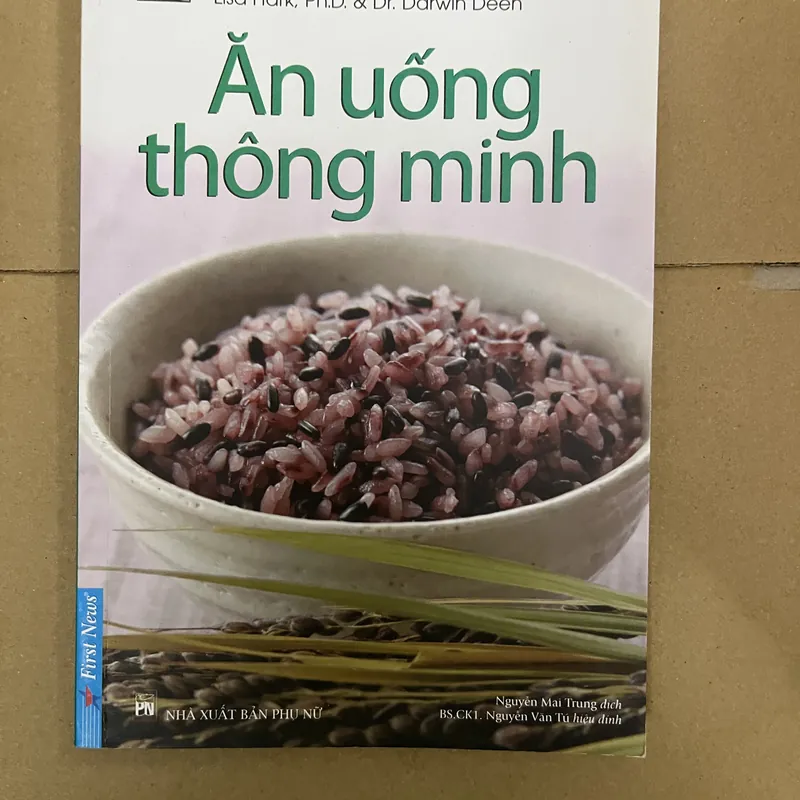 Lisa Hark, Ph.D. & Dr. Darwin Deen
Ăn uống
thông minh
First News
PN
NHÀ XUẤT BẢN PHỤ NỮ
Nguyễn Mai Trung dịch
BS.CK1. Nguyễn Văn Tú hiệu đính